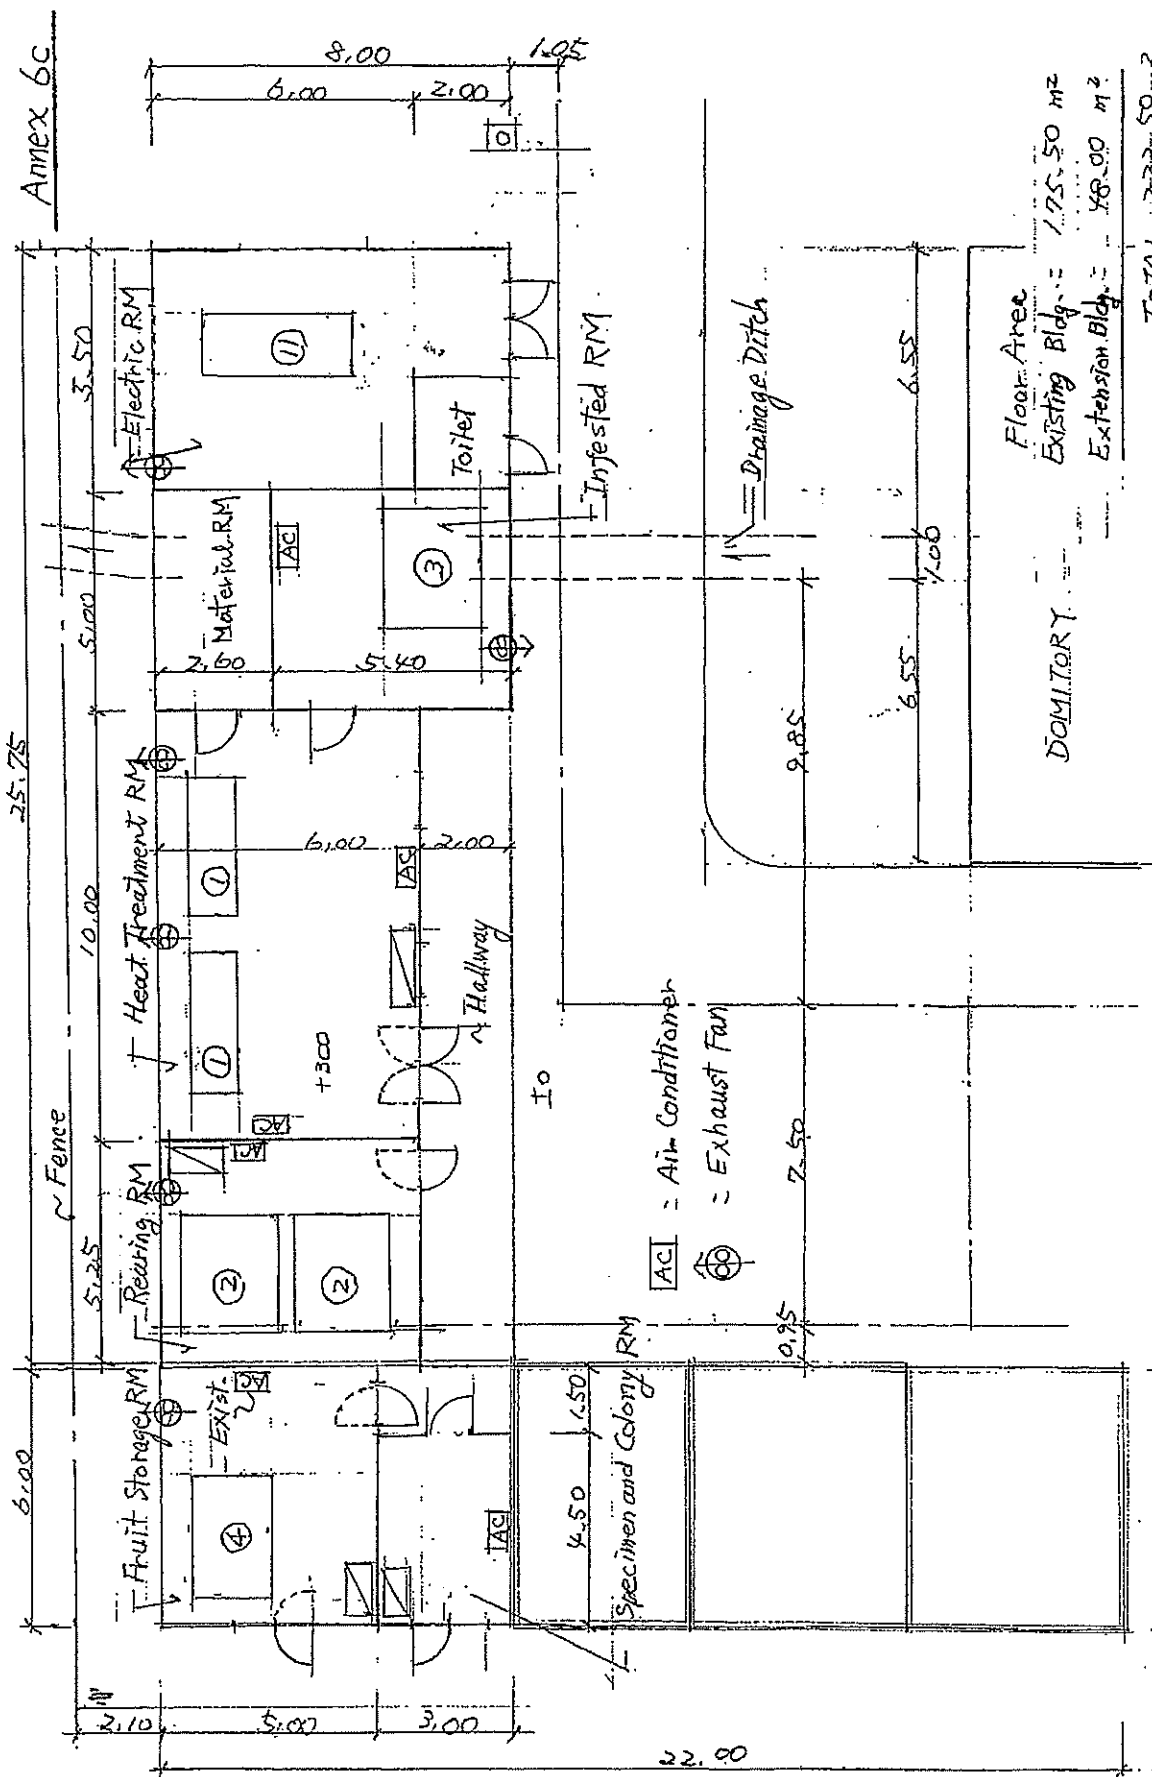 Annex 6c
8.00
1.05
6.00
2.00
25.75
3.50
5.00
10.00
5.25
6.00
~ Fence
Electric RM
Material RM
Heat Treatment RM
Rearing RM
Fruit Storage RM
Exist.
11
Toilet
Infested RM
AC
3
2.60
5.40
1
1
6.00
2.00
AC
AC
AC
+300
~ Hallway
2
2
AC
4
AC
Specimen and Colony RM
4.50
1.50
2.10
5.00
3.00
22.00
Drainage Ditch
6.55
1.00
6.55
9.85
7.50
0.95
±0
AC = Air Conditioner
= Exhaust Fan
DOMITORY
Floor Area
Existing Bldg. = 175.50 m²
Extension Bldg. = 48.00 m²